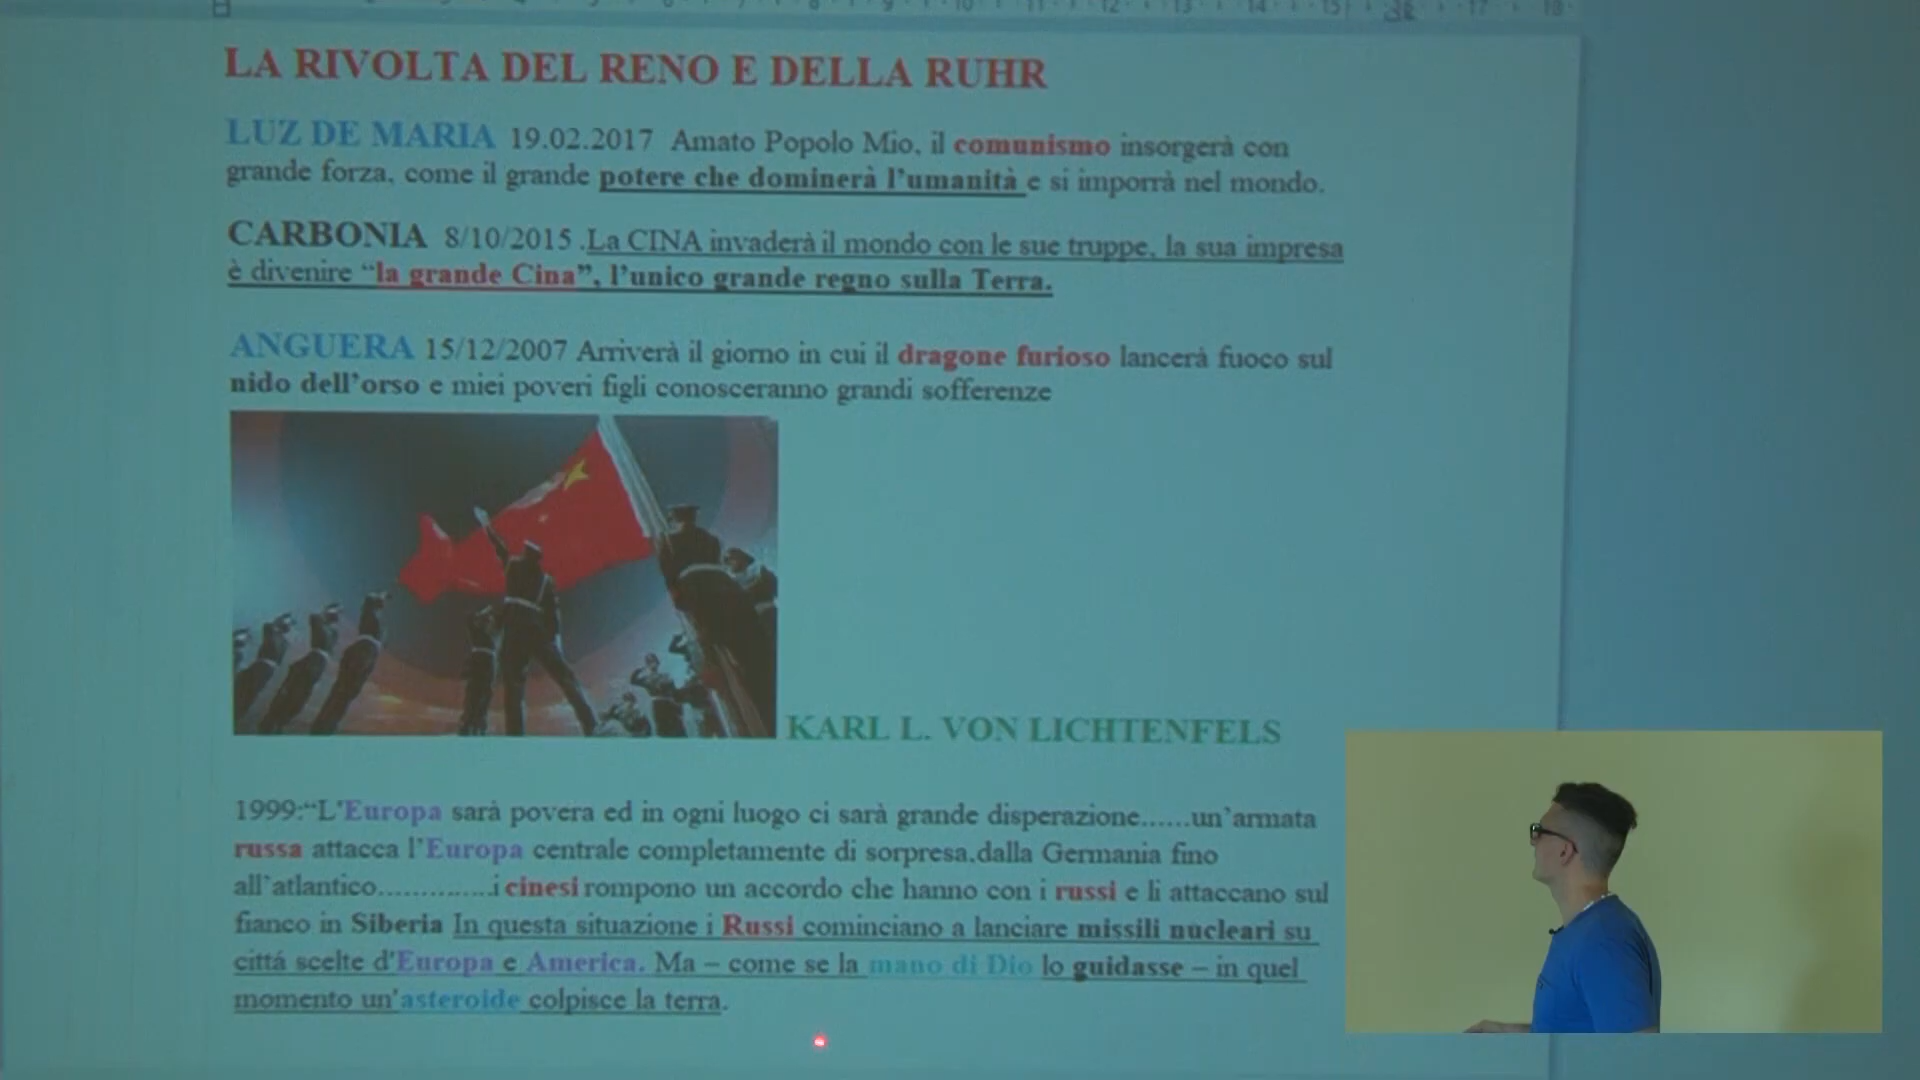 LA RIVOLTA DEL RENO E DELLA RUHR
LUZ DE MARIA 19.02.2017 Amato Popolo Mio, il comunismo insorgerà con
grande forza, come il grande potere che dominerà l'umanità e si imporrà nel mondo.
CARBONIA 8/10/2015 .La CINA invaderà il mondo con le sue truppe, la sua impresa
è divenire "la grande Cina", l'unico grande regno sulla Terra.
ANGUERA 15/12/2007 Arriverà il giorno in cui il dragone furioso lancerà fuoco sul
nido dell'orso e miei poveri figli conosceranno grandi sofferenze
KARL L. VON LICHTENFELS
1999:"L'Europa sarà povera ed in ogni luogo ci sarà grande disperazione......un'armata
russa attacca l'Europa centrale completamente di sorpresa.dalla Germania fino
all'atlantico.............i cinesi rompono un accordo che hanno con i russi e li attaccano sul
fianco in Siberia In questa situazione i Russi cominciano a lanciare missili nucleari su
cittá scelte d'Europa e America. Ma – come se la mano di Dio lo guidasse – in quel
momento un'asteroide colpisce la terra.